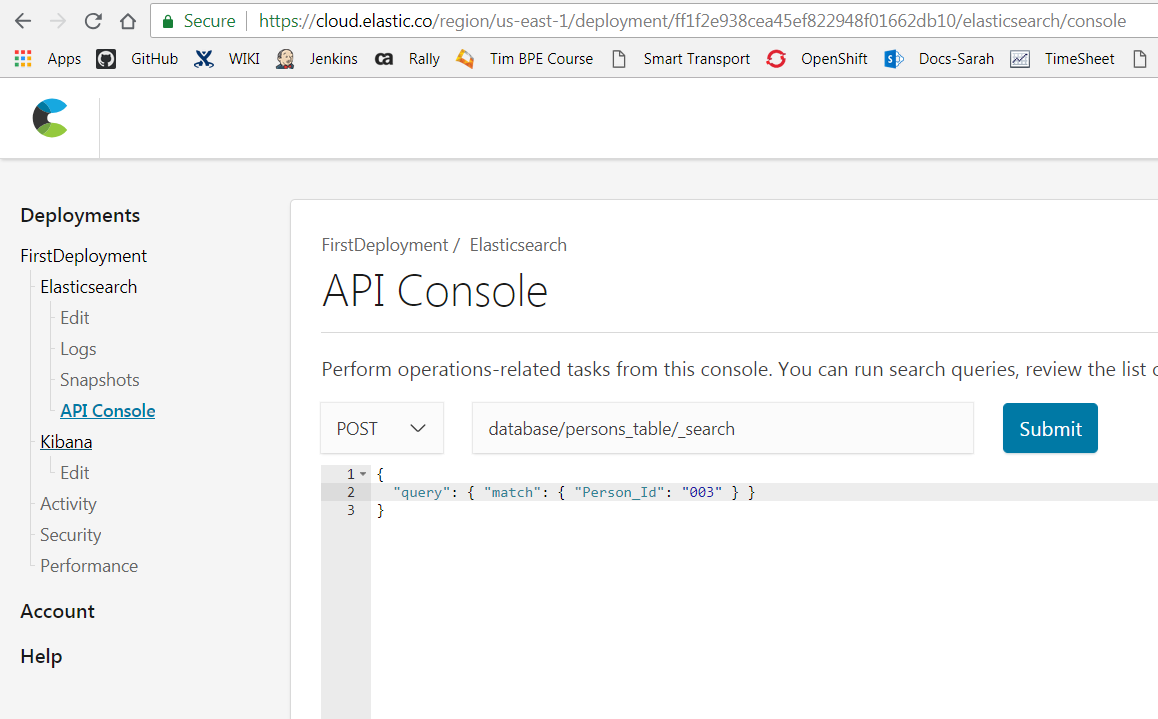 Secure https://cloud.elastic.co/region/us-east-1/deployment/ff1f2e938cea45ef822948f01662db10/elasticsearch/console
Apps GitHub WIKI Jenkins ca Rally Tim BPE Course Smart Transport OpenShift S Docs-Sarah TimeSheet
Deployments
FirstDeployment
Elasticsearch
Edit
Logs
Snapshots
API Console
Kibana
Edit
Activity
Security
Performance
Account
Help
FirstDeployment / Elasticsearch
API Console
Perform operations-related tasks from this console. You can run search queries, review the list
POST database/persons_table/_search Submit
1 {
2 "query": { "match": { "Person_Id": "003" } }
3 }